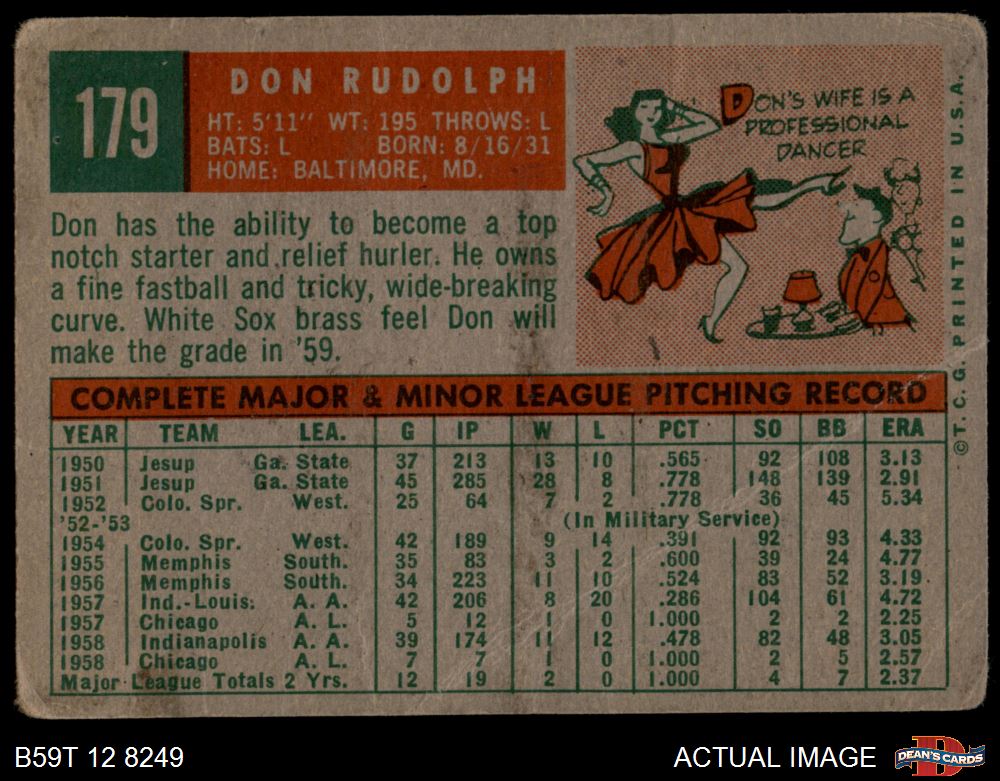 179
DON RUDOLPH
HT: 5'11" WT: 195 THROWS: L
BATS: L BORN: 8/16/31
HOME: BALTIMORE, MD.
DON'S WIFE IS A
PROFESSIONAL
DANCER
Don has the ability to become a top
notch starter and relief hurler. He owns
a fine fastball and tricky, wide-breaking
curve. White Sox brass feel Don will
make the grade in '59.
©T.C.G. PRINTED IN U.S.A.
COMPLETE MAJOR & MINOR LEAGUE PITCHING RECORD
YEAR TEAM LEA. G IP W L PCT SO BB ERA
1950 Jesup Ga. State 37 213 13 10 .565 92 108 3.13
1951 Jesup Ga. State 45 285 28 8 .778 148 139 2.91
1952 Colo. Spr. West. 25 64 7 2 .778 36 45 5.34
'52-'53 (In Military Service)
1954 Colo. Spr. West. 42 189 9 14 .391 92 93 4.33
1955 Memphis South. 35 83 3 2 .600 39 24 4.77
1956 Memphis South. 34 223 11 10 .524 83 52 3.19
1957 Ind.-Louis. A. A. 42 206 8 20 .286 104 61 4.72
1957 Chicago A. L. 5 12 1 0 1.000 2 2 2.25
1958 Indianapolis A. A. 39 174 11 12 .478 82 48 3.05
1958 Chicago A. L. 7 7 1 0 1.000 2 5 2.57
Major League Totals 2 Yrs. 12 19 2 0 1.000 4 7 2.37
B59T 12 8249
ACTUAL IMAGE
D
DEAN'S CARDS